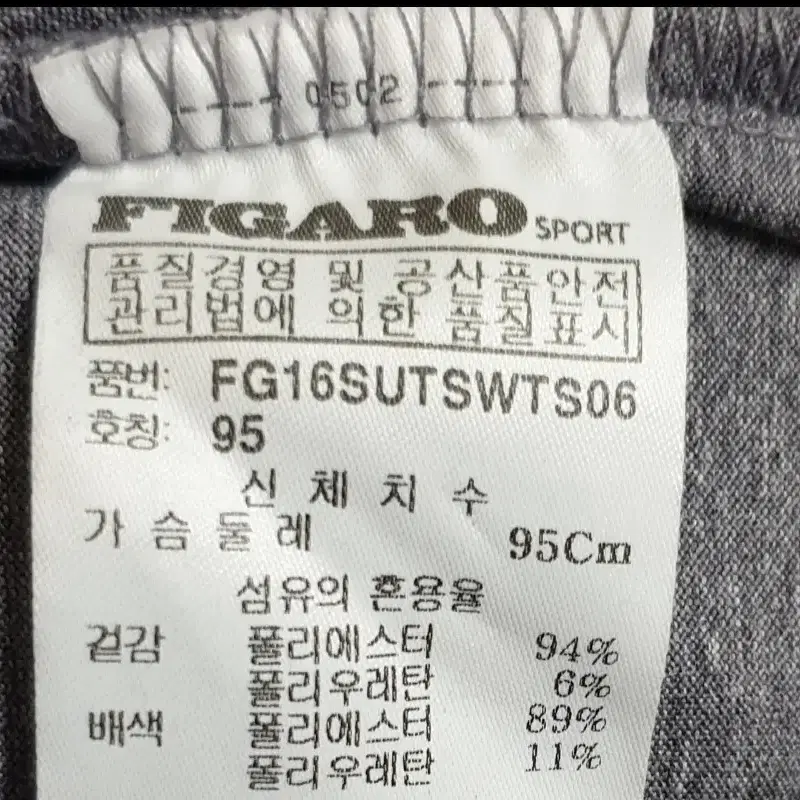 0502
FIGARO SPORT
품질경영 및 공산품안전
관리법에 의한 품질표시
품번: FG16SUTSWTS06
호칭: 95
신체치수
가슴둘레 95Cm
섬유의 혼용율
겉감 폴리에스터 94%
폴리우레탄 6%
배색 폴리에스터 89%
폴리우레탄 11%